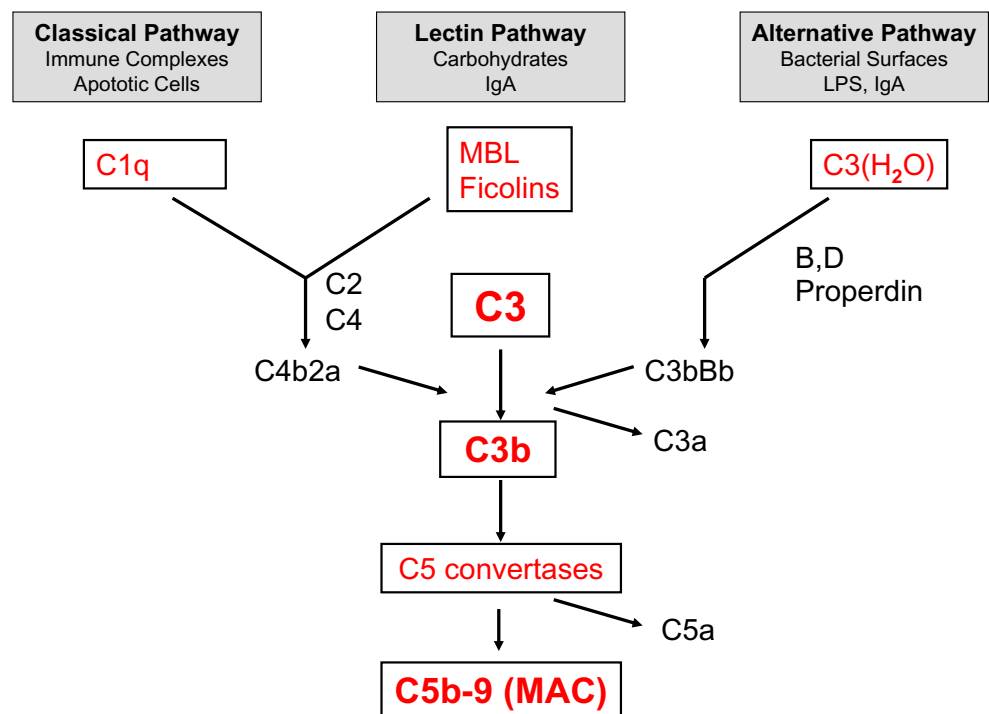 Classical Pathway
Immune Complexes
Apoptotic Cells
Lectin Pathway
Carbohydrates
IgA
Alternative Pathway
Bacterial Surfaces
LPS, IgA
C1q
MBL
Ficolins
C3(H₂O)
C2
C4
C3
B,D
Properdin
C4b2a
C3bBb
C3b
C3a
C5 convertases
C5a
C5b-9 (MAC)